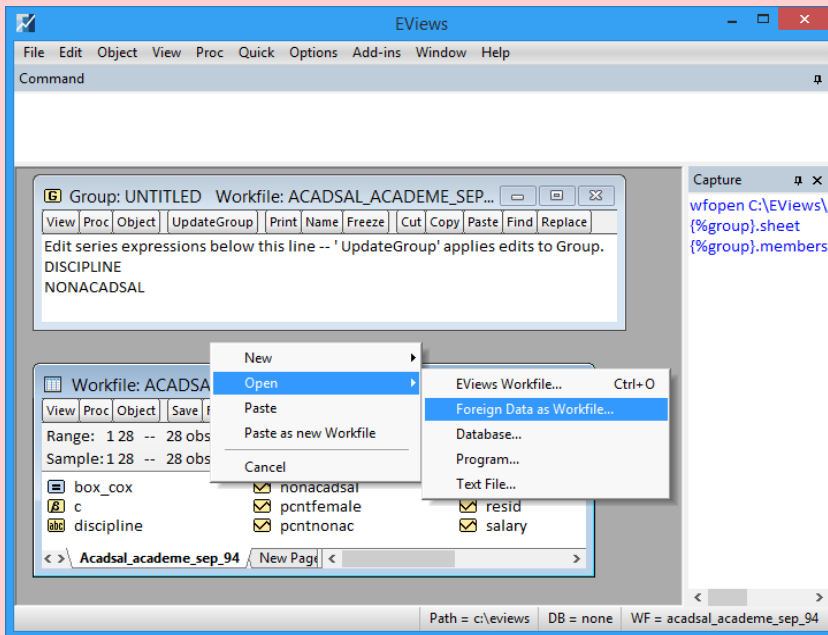 EViews
File Edit Object View Proc Quick Options Add-ins Window Help
Command
Group: UNTITLED Workfile: ACADSAL_ACADEME_SEP...
View Proc Object UpdateGroup Print Name Freeze Cut Copy Paste Find Replace
Edit series expressions below this line -- ' UpdateGroup' applies edits to Group.
DISCIPLINE
NONACADSAL
Capture
wfopen C:\EViews\
{%group}.sheet
{%group}.members
New
Open
Paste
Paste as new Workfile
Cancel
EViews Workfile... Ctrl+O
Foreign Data as Workfile...
Database...
Program...
Text File...
Workfile: ACADSA
View Proc Object Save
Range: 1 28 -- 28 obs
Sample: 1 28 -- 28 obs
box_cox nonacadsal
c pcntfemale resid
discipline pcntnonac salary
Acadsal_academe_sep_94 New Page
Path = c:\eviews DB = none WF = acadsal_academe_sep_94